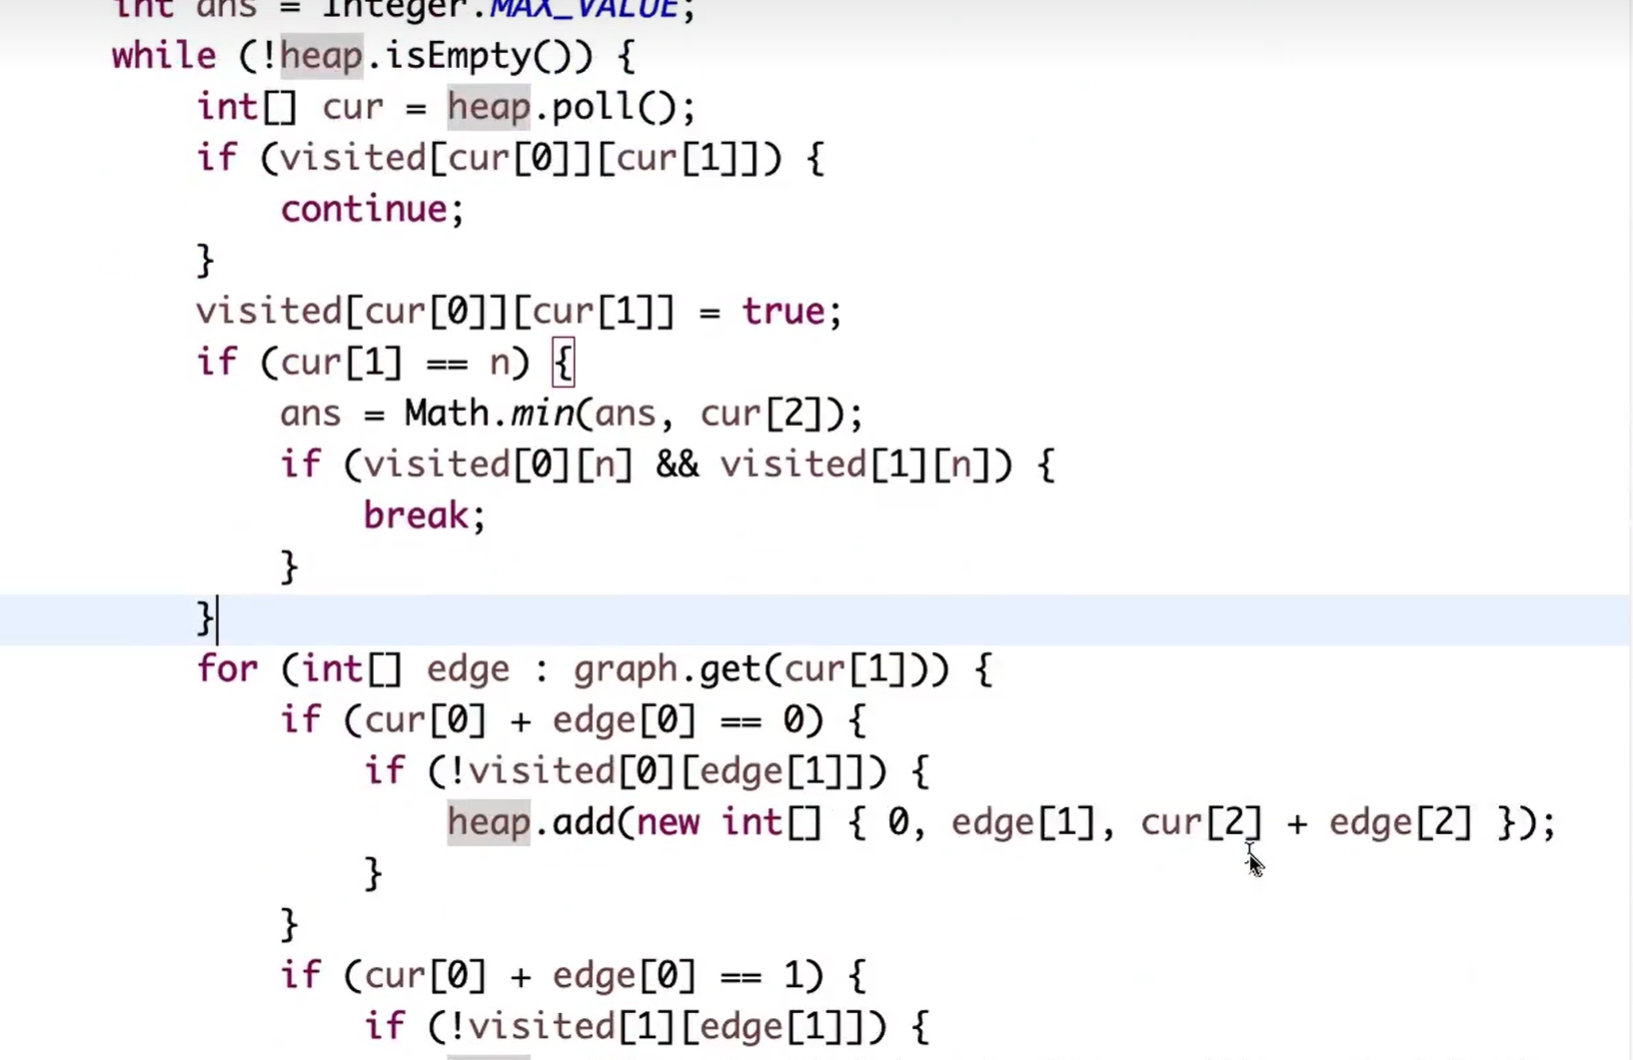 int ans = Integer.MAX_VALUE;
while (!heap.isEmpty()) {
int[] cur = heap.poll();
if (visited[cur[0]][cur[1]]) {
continue;
}
visited[cur[0]][cur[1]] = true;
if (cur[1] == n) {
ans = Math.min(ans, cur[2]);
if (visited[0][n] && visited[1][n]) {
break;
}
}
for (int[] edge : graph.get(cur[1])) {
if (cur[0] + edge[0] == 0) {
if (!visited[0][edge[1]]) {
heap.add(new int[] { 0, edge[1], cur[2] + edge[2] });
}
}
if (cur[0] + edge[0] == 1) {
if (!visited[1][edge[1]]) {